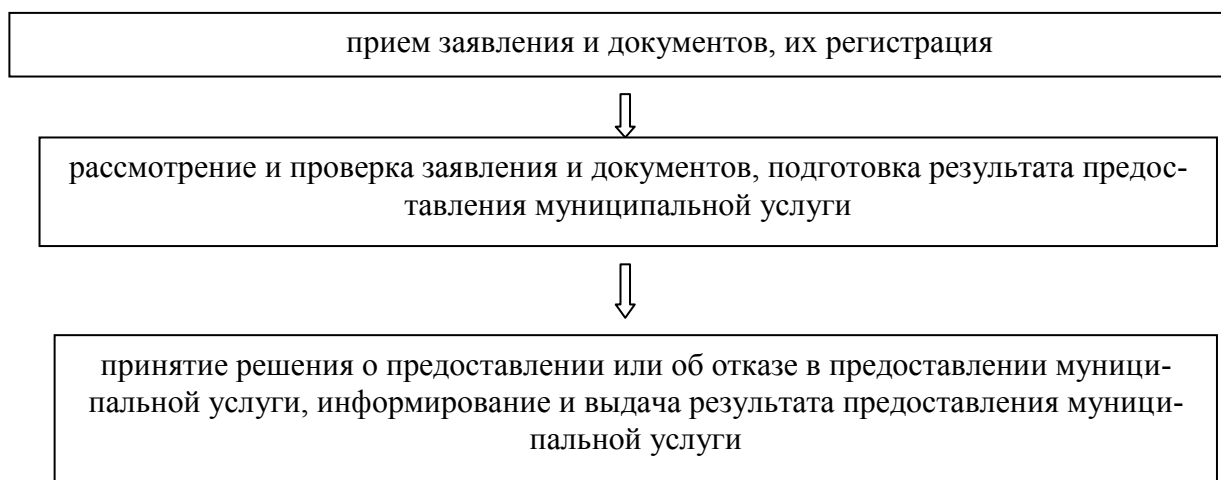 прием заявления и документов, их регистрация
рассмотрение и проверка заявления и документов, подготовка результата предос-
тавления муниципальной услуги
принятие решения о предоставлении или об отказе в предоставлении муници-
пальной услуги, информирование и выдача результата предоставления муници-
пальной услуги